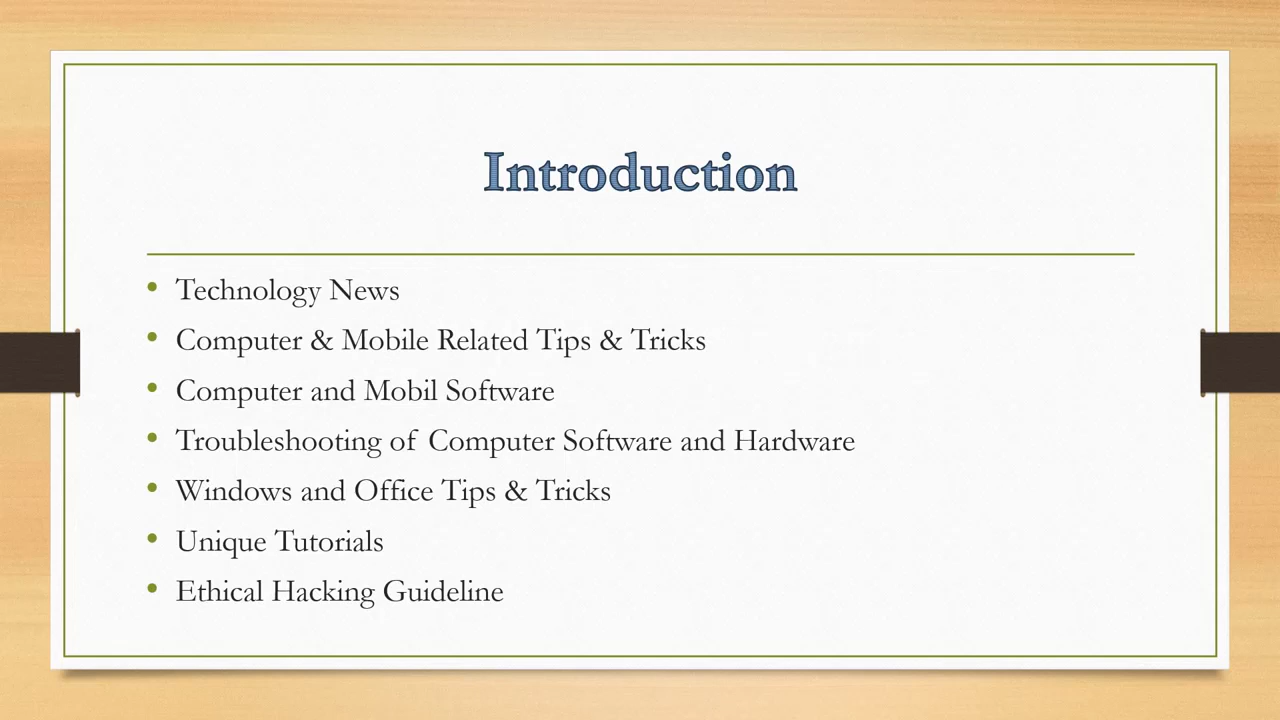 Introduction
• Technology News
• Computer & Mobile Related Tips & Tricks
• Computer and Mobil Software
• Troubleshooting of Computer Software and Hardware
• Windows and Office Tips & Tricks
• Unique Tutorials
• Ethical Hacking Guideline